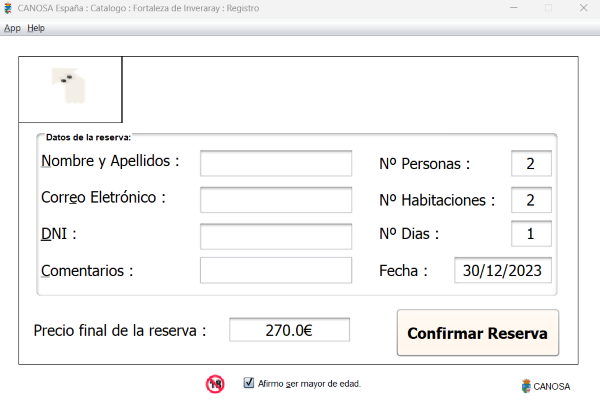 CANOSA España : Catalogo : Fortaleza de Inveraray : Registro
App Help
Datos de la reserva:
Nombre y Apellidos :
Nº Personas : 2
Correo Eletrónico :
Nº Habitaciones : 2
DNI :
Nº Dias : 1
Comentarios :
Fecha : 30/12/2023
Precio final de la reserva : 270.0€
Confirmar Reserva
18
Afirmo ser mayor de edad.
CANOSA